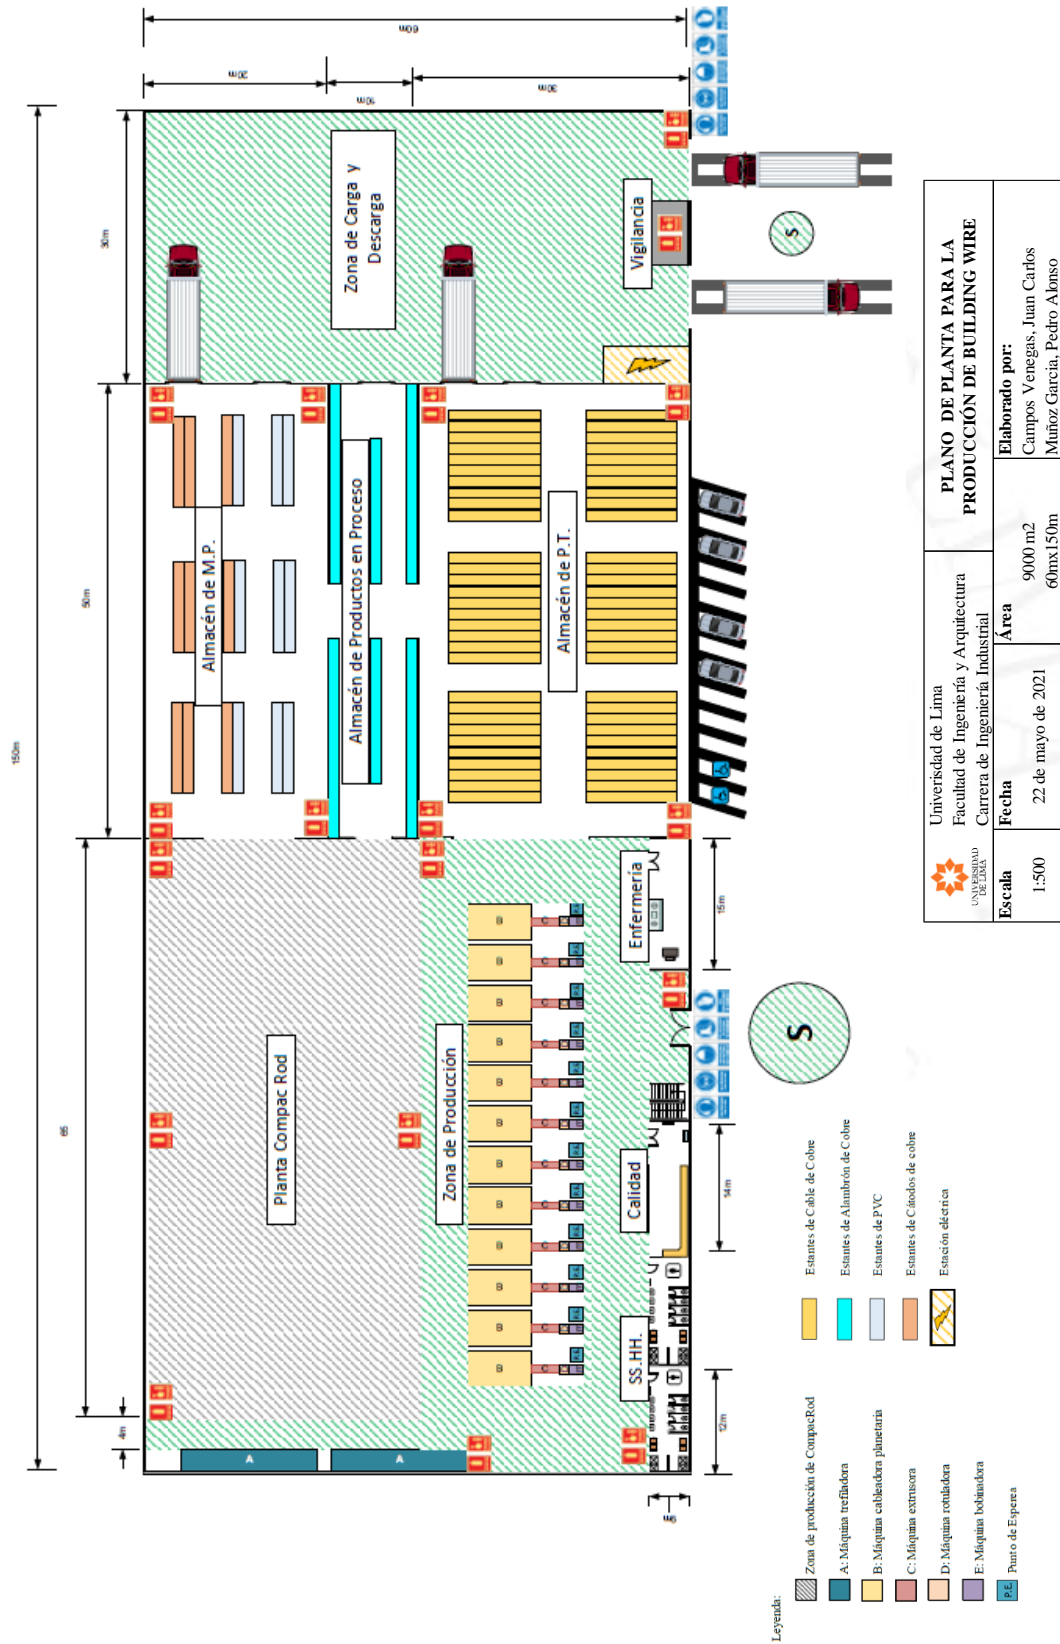 150m
60m
20m
10m
30m
30m
50m
65
4m
Zona de Carga y
Descarga
Vigilancia
S
Almacén de M.P.
Almacén de Productos en Proceso
Almacén de P.T.
Planta Compac Rod
Zona de Producción
Enfermería
Calidad
SS.HH.
A
A
B
B
B
B
B
B
B
B
B
B
B
B
C
C
C
C
C
C
C
C
C
C
C
C
P.E.
P.E.
P.E.
P.E.
P.E.
P.E.
P.E.
P.E.
P.E.
P.E.
P.E.
P.E.
15m
14m
12m
S
Leyenda:
Zona de producción de CompacRod
A: Máquina trefiladora
B: Máquina cableadora planetaria
C: Máquina extrusora
D: Máquina rotuladora
E: Máquina bobinadora
P.E. Punto de Esperea
Estantes de Cable de Cobre
Estantes de Alambrón de Cobre
Estantes de PVC
Estantes de Cátodos de cobre
Estación eléctrica
UNIVERSIDAD
DE LIMA
Univerisdad de Lima
Facultad de Ingeniería y Arquitectura
Carrera de Ingeniería Industrial
PLANO DE PLANTA PARA LA
PRODUCCIÓN DE BUILDING WIRE
Escala
1:500
Fecha
22 de mayo de 2021
Área
9000 m2
60mx150m
Elaborado por:
Campos Venegas, Juan Carlos
Muñoz Garcia, Pedro Alonso